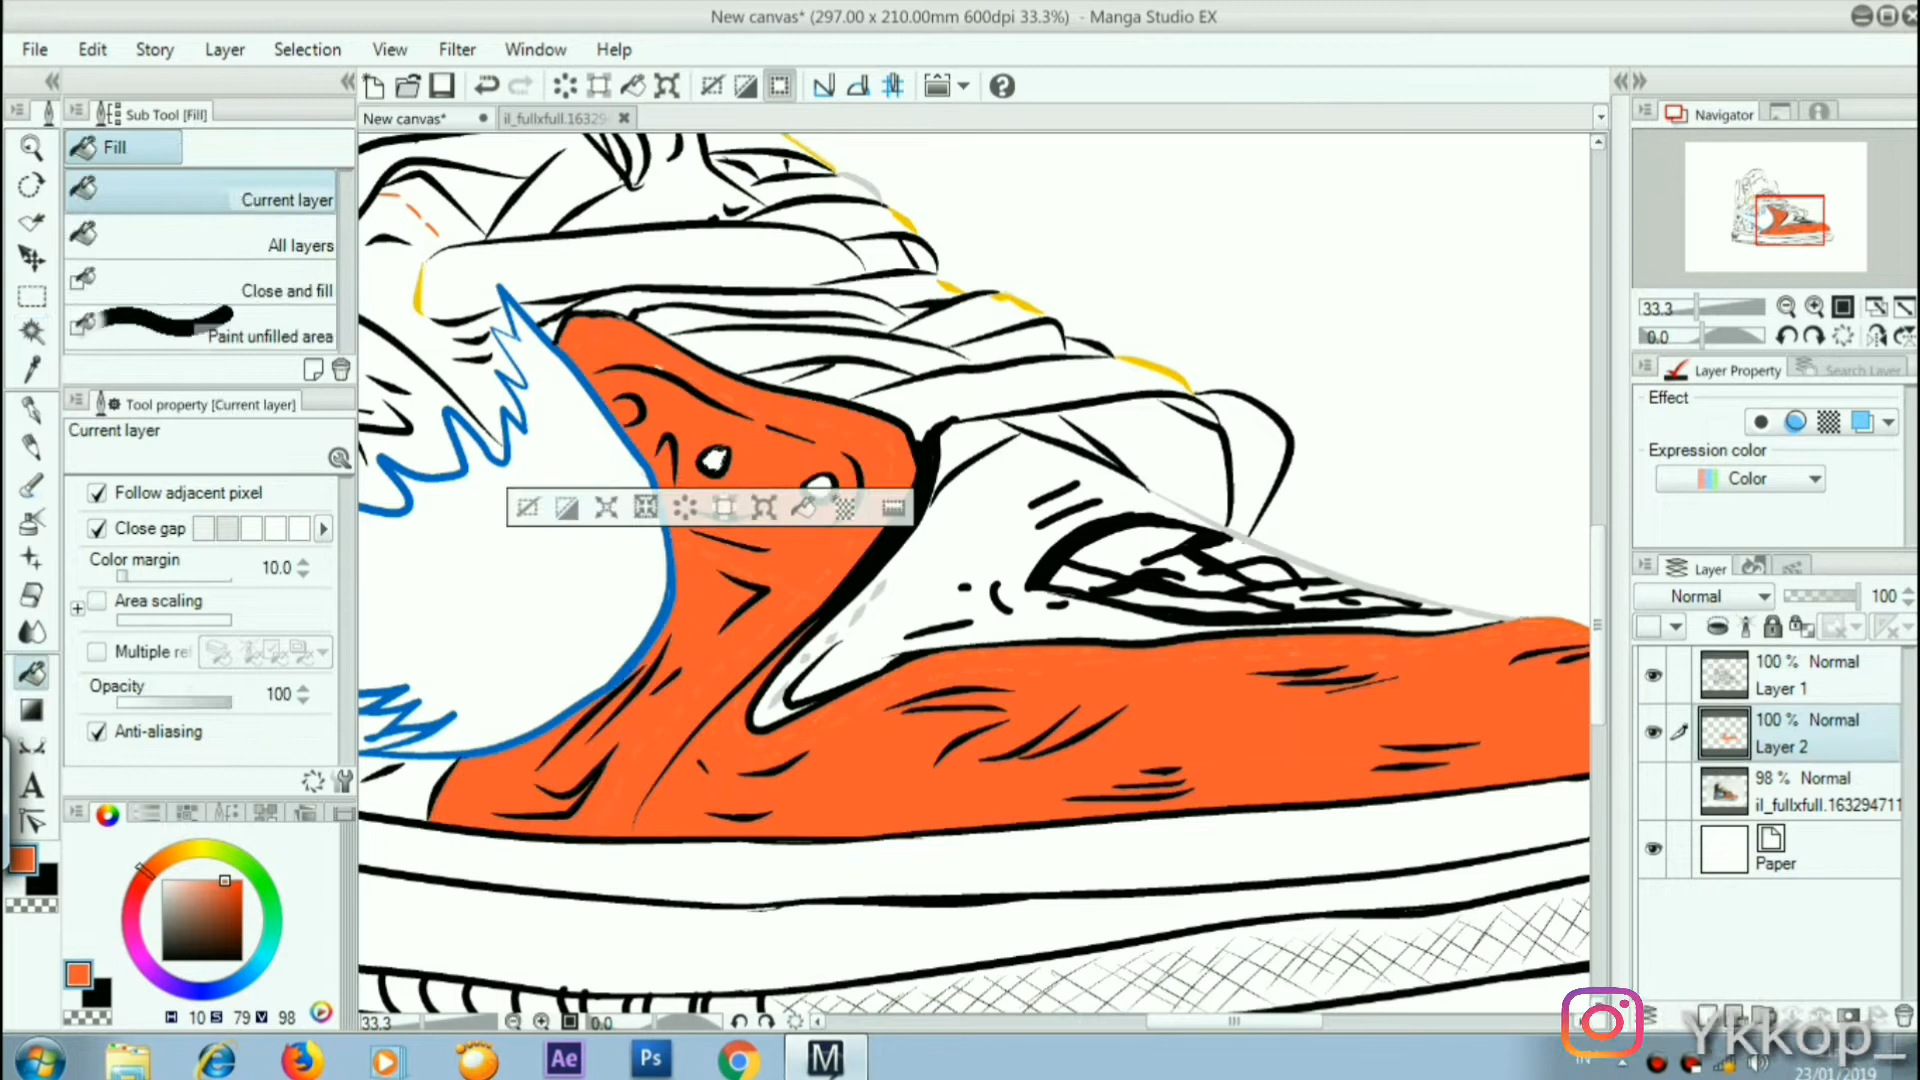 New canvas* (297.00 x 210.00mm 600dpi 33.3%) - Manga Studio EX
File Edit Story Layer Selection View Filter Window Help
Sub Tool [Fill]
New canvas*
il_fullxfull.16329
Navigator
Fill
Current layer
All layers
Close and fill
Paint unfilled area
33.3
0.0
Tool property [Current layer]
Current layer
Follow adjacent pixel
Close gap
Color margin 10.0
Area scaling
Multiple re
Opacity 100
Anti-aliasing
H 10 S 79 V 98
Layer Property
Search Layer
Effect
Expression color
Color
Layer
Normal 100
100 % Normal
Layer 1
100 % Normal
Layer 2
98 % Normal
il_fullxfull.163294711
Paper
33.3 0.0
Ykkop_
Ae Ps M
IN
23/01/2019